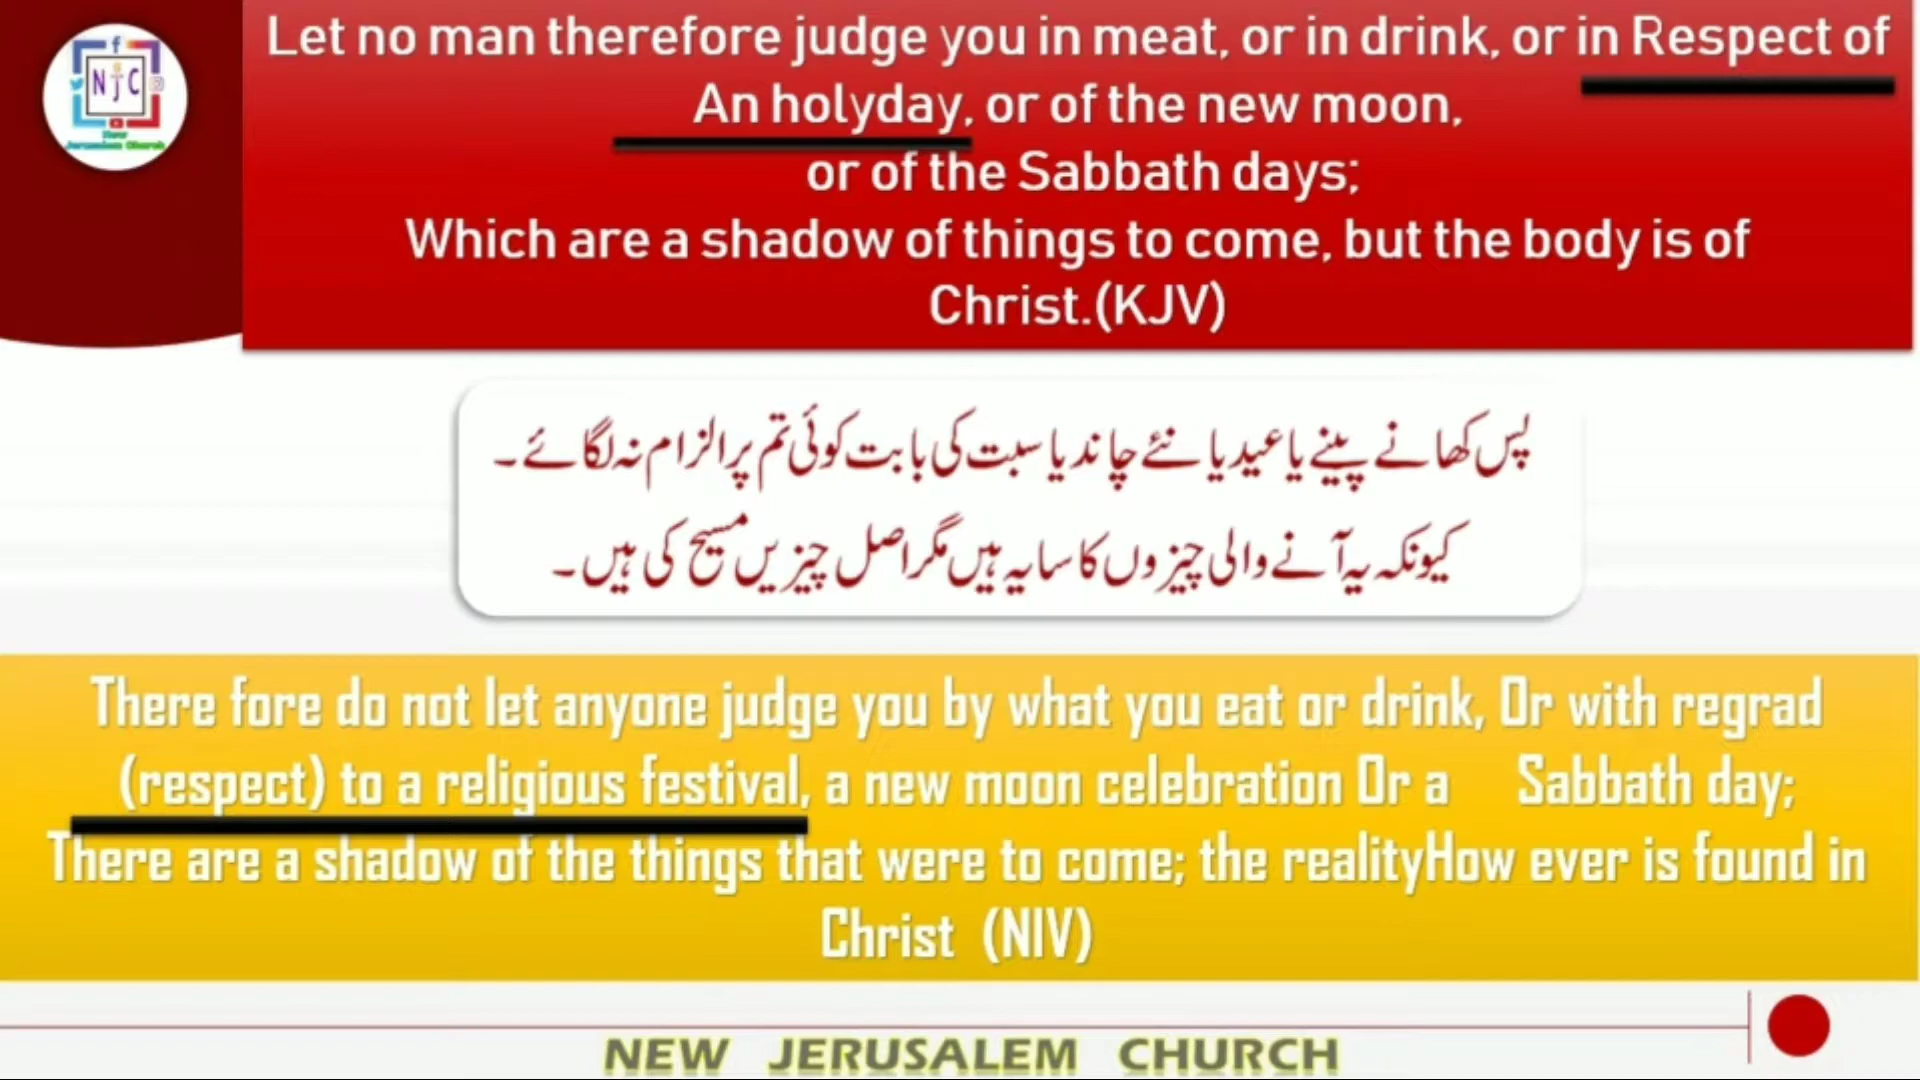 Let no man therefore judge you in meat, or in drink, or in Respect of
An holyday, or of the new moon,
or of the Sabbath days;
Which are a shadow of things to come, but the body is of
Christ.(KJV)
NjC
New
Jerusalem Church
پس کھانے پینے یا عید یا نئے چاند یا سبت کی بابت کوئی تم پر الزام نہ لگائے۔
کیونکہ یہ آنے والی چیزوں کا سایہ ہیں مگر اصل چیزیں مسیح کی ہیں۔
There fore do not let anyone judge you by what you eat or drink, Or with regrad
(respect) to a religious festival, a new moon celebration Or a Sabbath day;
There are a shadow of the things that were to come; the realityHow ever is found in
Christ (NIV)
NEW JERUSALEM CHURCH